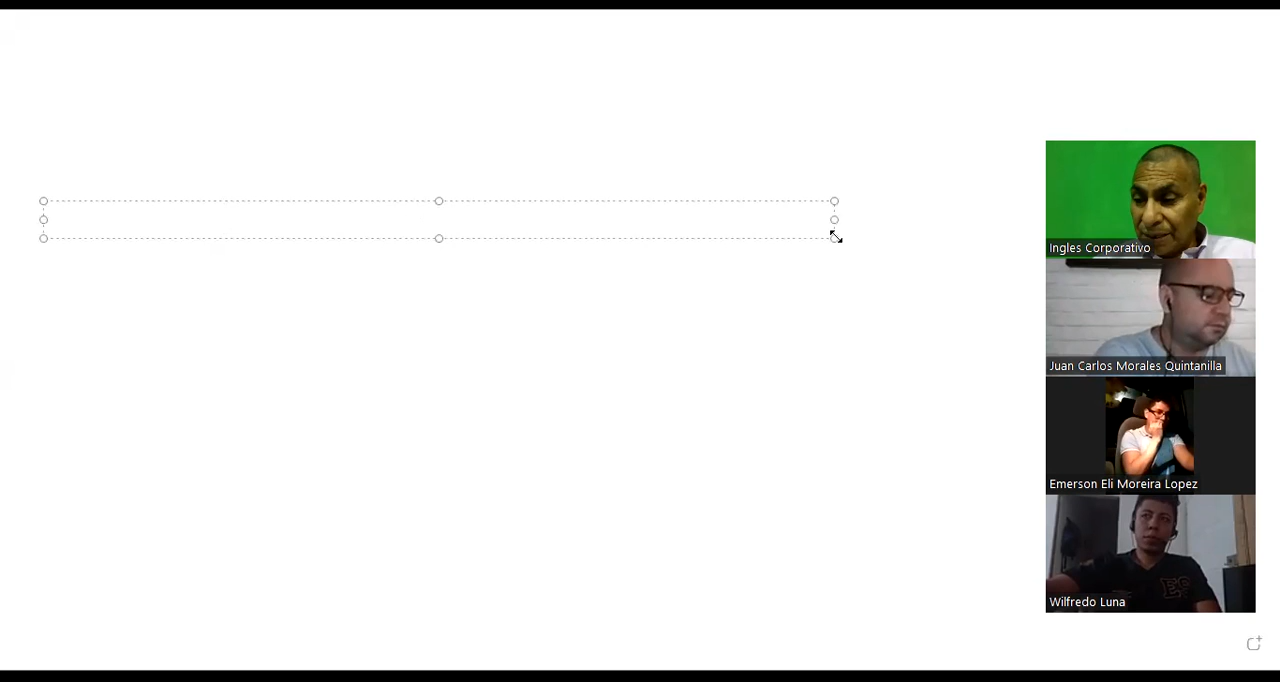 Ingles Corporativo
Juan Carlos Morales Quintanilla
Emerson Eli Moreira Lopez
Wilfredo Luna